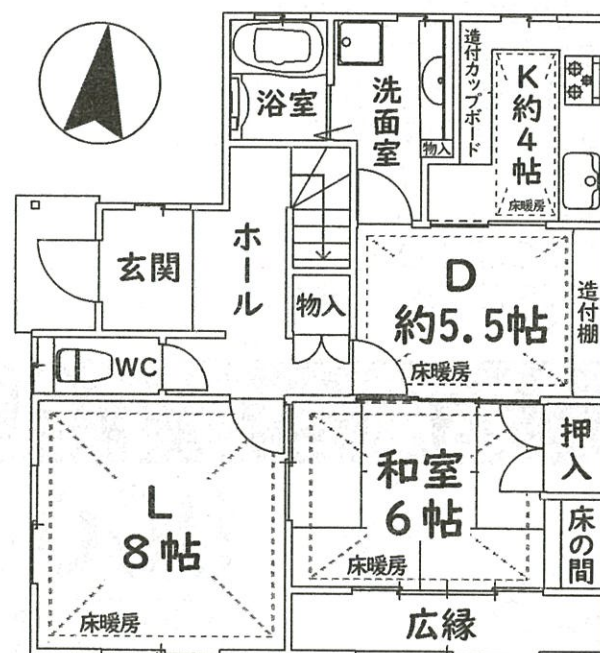 浴室
洗面室
物入
造付カップボード
K
約4帖
床暖房
玄関
ホール
物入
D
約5.5帖
床暖房
造付棚
WC
L
8帖
床暖房
和室
6帖
床暖房
押入
床の間
広縁